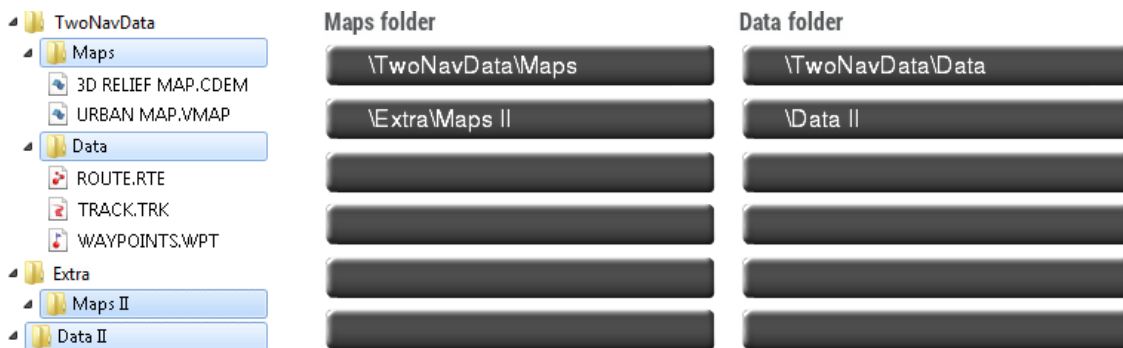 TwoNavData
Maps
3D RELIEF MAP.CDEM
URBAN MAP.VMAP
Data
ROUTE.RTE
TRACK.TRK
WAYPOINTS.WPT
Extra
Maps II
Data II
Maps folder
\TwoNavData\Maps
\Extra\Maps II
Data folder
\TwoNavData\Data
\Data II